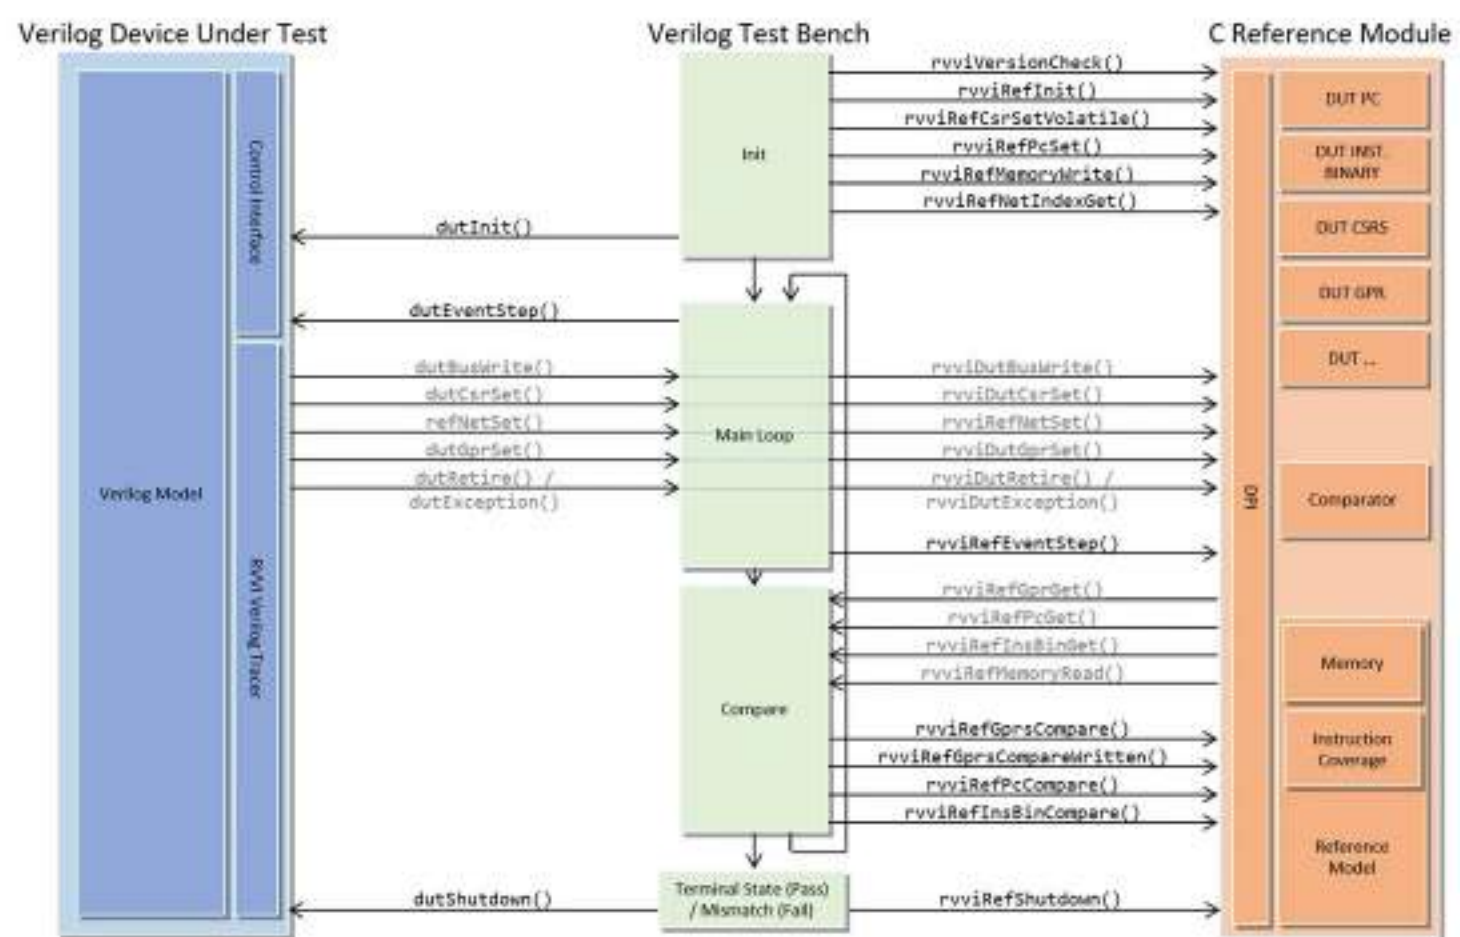 Verilog Device Under Test
Verilog Test Bench
C Reference Module
Verilog Model
Control Interface
RVVI Verilog Tracer
dutInit()
dutEventStep()
dutBusWrite()
dutCsrSet()
refNetSet()
dutGprSet()
dutRetire() /
dutException()
dutShutdown()
Init
Main Loop
Compare
Terminal State (Pass)
/ Mismatch (Fail)
rvviVersionCheck()
rvviRefInit()
rvviRefCsrSetVolatile()
rvviRefPcSet()
rvviRefMemoryWrite()
rvviRefNetIndexGet()
rvviDutBusWrite()
rvviDutCsrSet()
rvviRefNetSet()
rvviDutGprSet()
rvviDutRetire() /
rvviDutException()
rvviRefEventStep()
rvviRefGprGet()
rvviRefPcGet()
rvviRefInsBinGet()
rvviRefMemoryRead()
rvviRefGprsCompare()
rvviRefGprsCompareWritten()
rvviRefPcCompare()
rvviRefInsBinCompare()
rvviRefShutdown()
DPI
DUT PC
DUT INST.
BINARY
DUT CSRS
DUT GPR
DUT ...
Comparator
Memory
Instruction
Coverage
Reference
Model